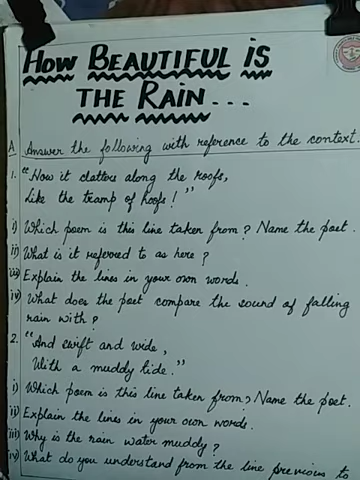 How BEAUTIFUL is
THE RAIN...
A Answer the following with reference to the context.
1. "How it clatters along the roofs,
Like the tramp of hoofs!"
i) Which poem is this line taken from? Name the poet.
ii) What is it referred to as here?
iii) Explain the lines in your own words.
iv) What does the poet compare the sound of falling
rain with?
2. "And swift and wide,
With a muddy tide."
i) Which poem is this line taken from? Name the poet.
ii) Explain the lines in your own words.
iii) Why is the rain water muddy?
iv) What do you understand from the line previous to